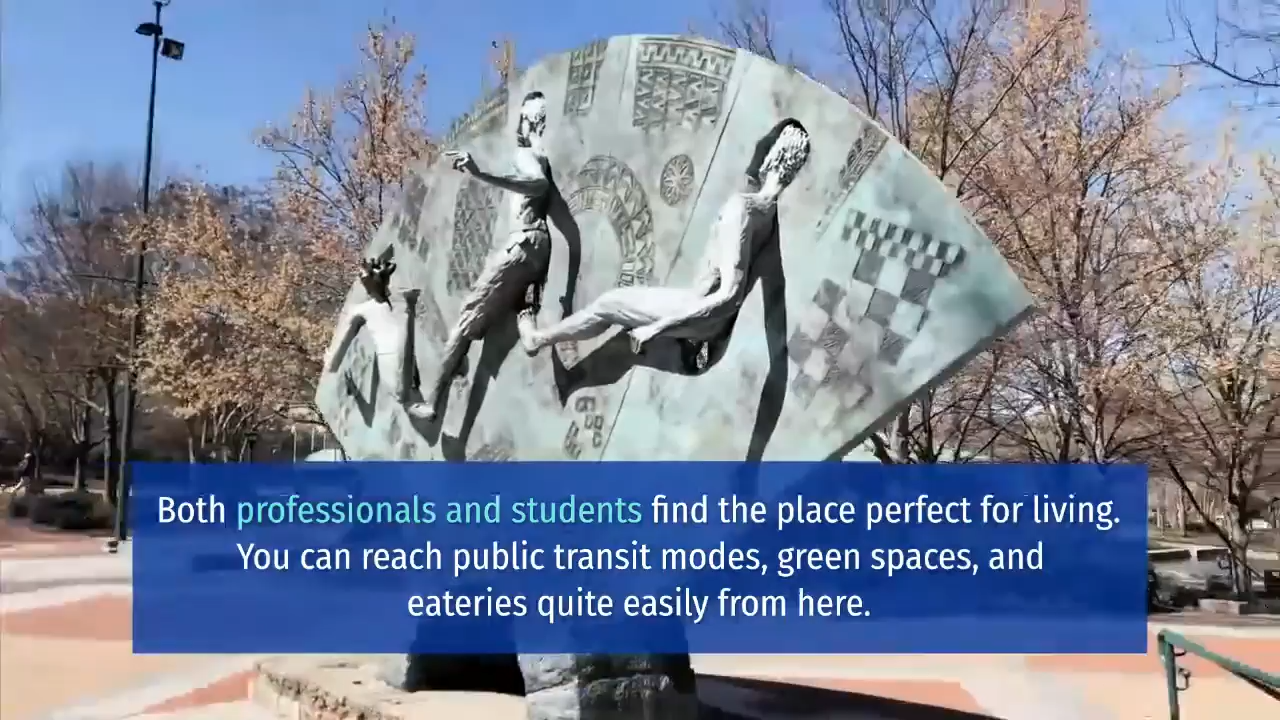 Both professionals and students find the place perfect for living.
You can reach public transit modes, green spaces, and
eateries quite easily from here.